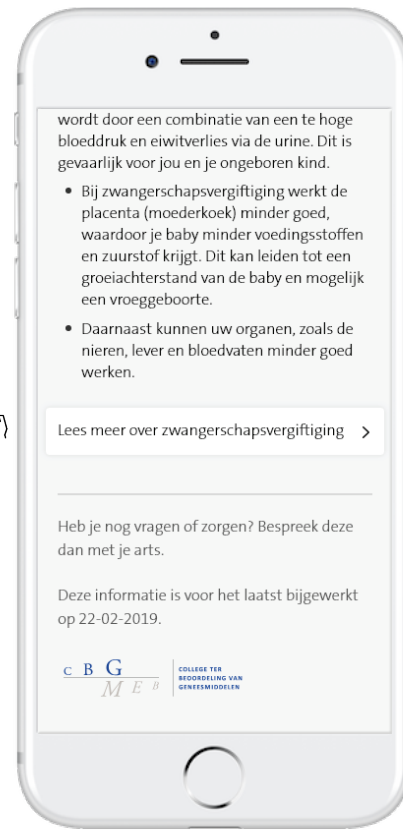 wordt door een combinatie van een te hoge
bloeddruk en eiwitverlies via de urine. Dit is
gevaarlijk voor jou en je ongeboren kind.
• Bij zwangerschapsvergiftiging werkt de
placenta (moederkoek) minder goed,
waardoor je baby minder voedingsstoffen
en zuurstof krijgt. Dit kan leiden tot een
groeiachterstand van de baby en mogelijk
een vroeggeboorte.
• Daarnaast kunnen uw organen, zoals de
nieren, lever en bloedvaten minder goed
werken.
Lees meer over zwangerschapsvergiftiging
Heb je nog vragen of zorgen? Bespreek deze
dan met je arts.
Deze informatie is voor het laatst bijgewerkt
op 22-02-2019.
C B G
M E B
COLLEGE TER
BEOORDELING VAN
GENEESMIDDELEN